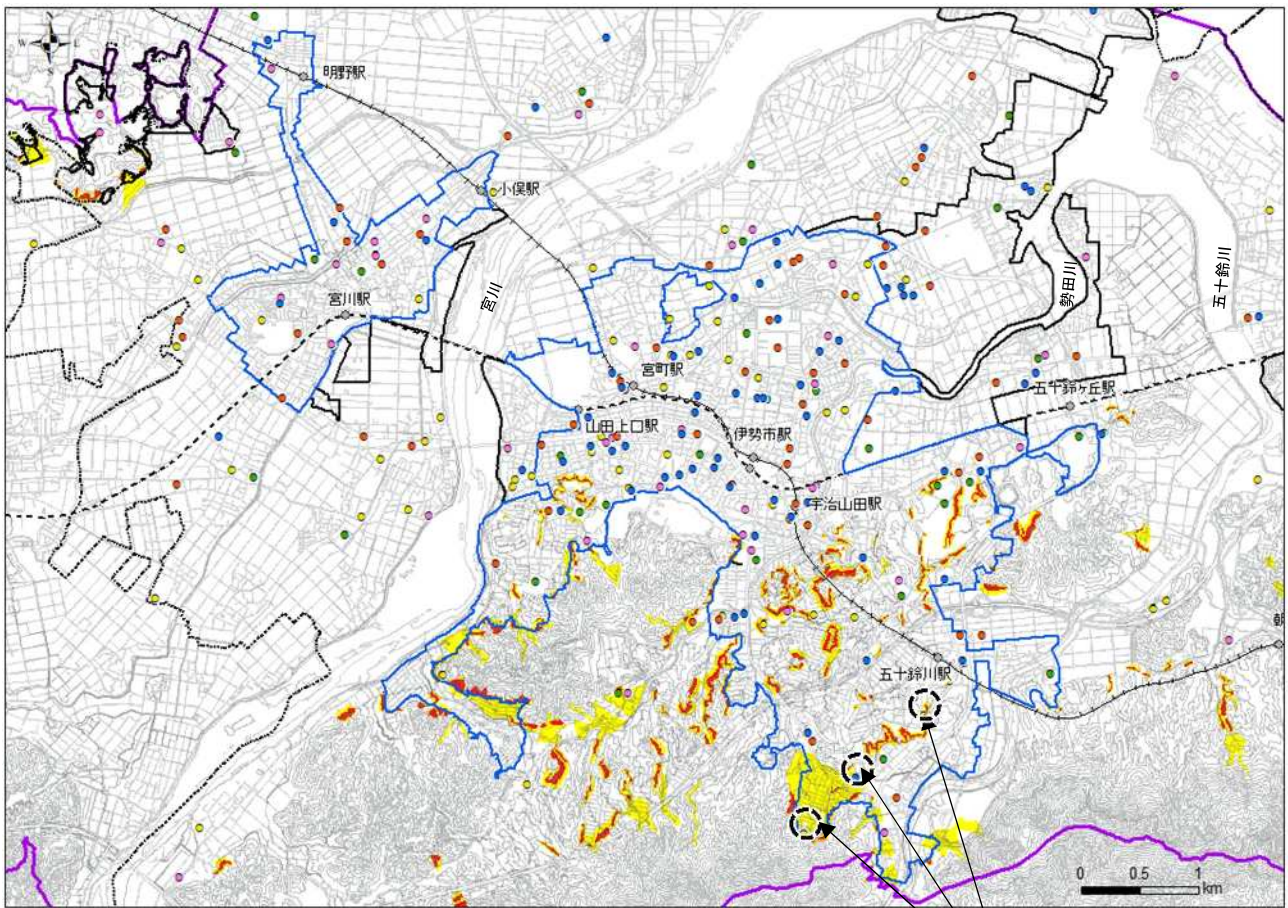 N
W
S
明野駅
小俣駅
宮川駅
宮川
勢田川
五十鈴川
宮町駅
五十鈴ヶ丘駅
山田上口駅
伊勢市駅
宇治山田駅
朝
五十鈴川駅
0 0.5 1
km